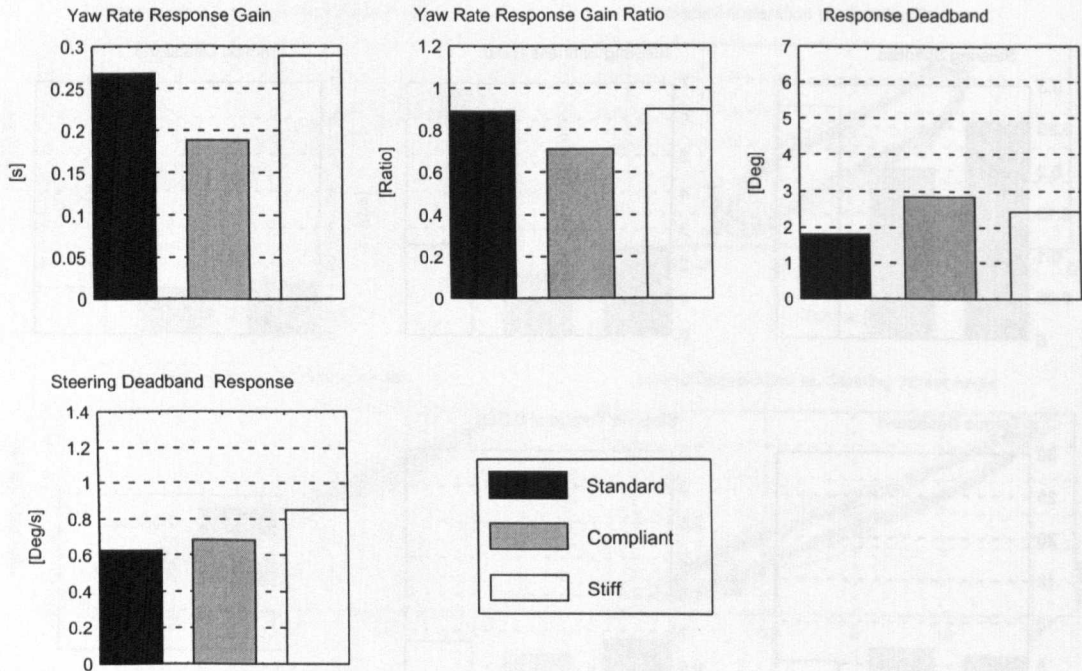 Yaw Rate Response Gain
0.3
0.25
0.2
0.15
0.1
0.05
0
[s]
Yaw Rate Response Gain Ratio
1.2
1
0.8
0.6
0.4
0.2
0
[Ratio]
Response Deadband
7
6
5
4
3
2
1
0
[Deg]
Steering Deadband Response
1.4
1.2
1
0.8
0.6
0.4
0.2
0
[Deg/s]
Standard
Compliant
Stiff